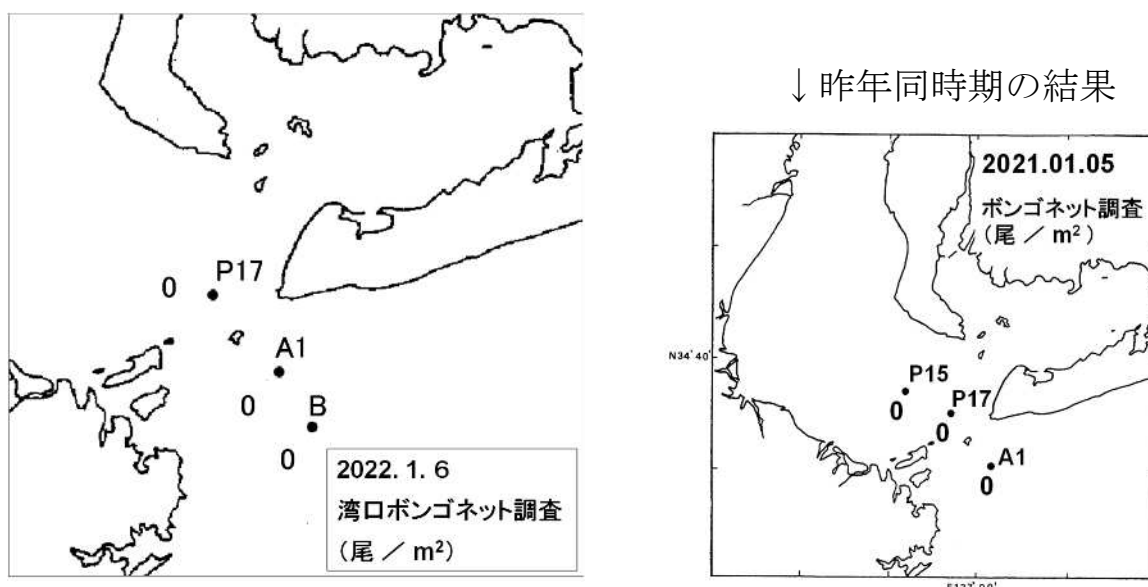 P17
0
A1
0
B
0
2022. 1. 6
湾口ボンゴネット調査
(尾 ／ m²)
↓昨年同時期の結果
2021.01.05
ボンゴネット調査
(尾 ／ m²)
N34°40'
P15
0
P17
0
A1
0
E137°00'